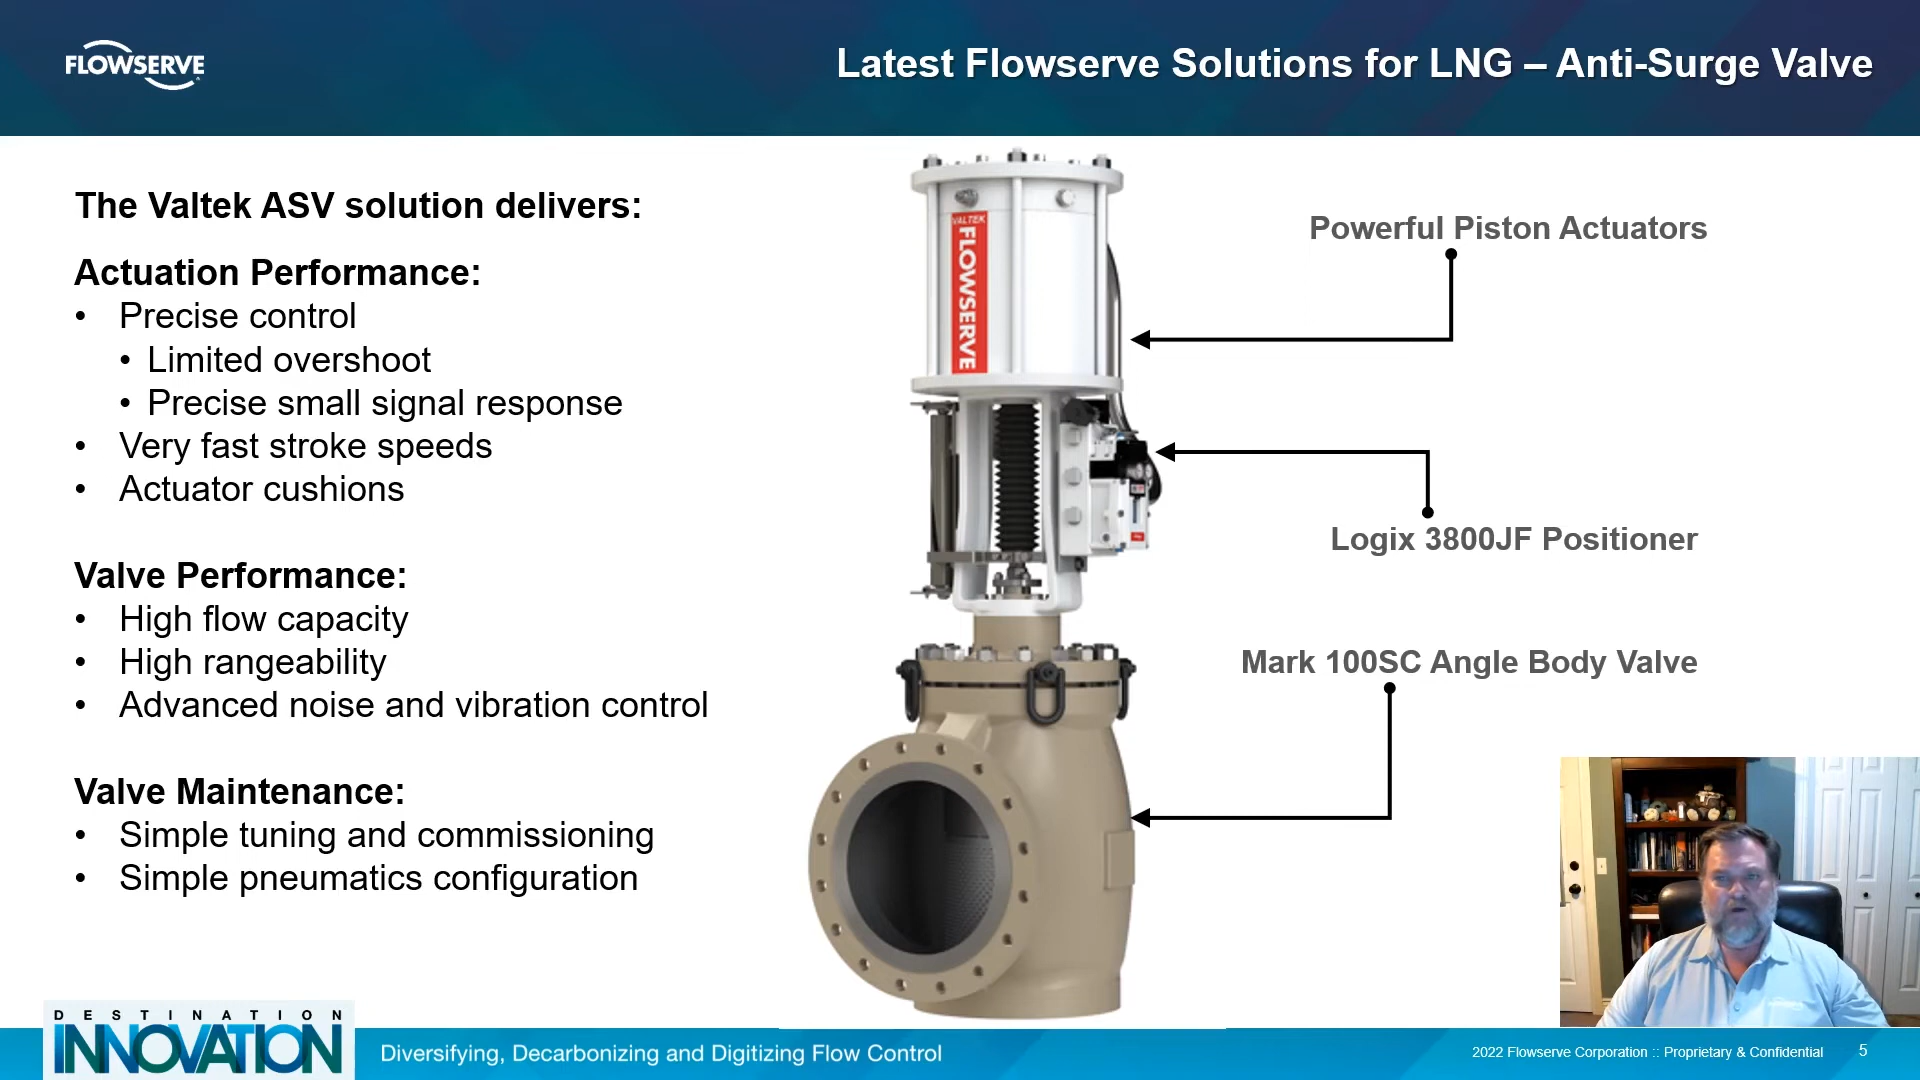 FLOWSERVE
Latest Flowserve Solutions for LNG – Anti-Surge Valve
The Valtek ASV solution delivers:
Actuation Performance:
• Precise control
• Limited overshoot
• Precise small signal response
• Very fast stroke speeds
• Actuator cushions
Valve Performance:
• High flow capacity
• High rangeability
• Advanced noise and vibration control
Valve Maintenance:
• Simple tuning and commissioning
• Simple pneumatics configuration
VALTEK
FLOWSERVE
Powerful Piston Actuators
Logix 3800JF Positioner
Mark 100SC Angle Body Valve
DESTINATION
INNOVATION
Diversifying, Decarbonizing and Digitizing Flow Control
2022 Flowserve Corporation :: Proprietary & Confidential
5